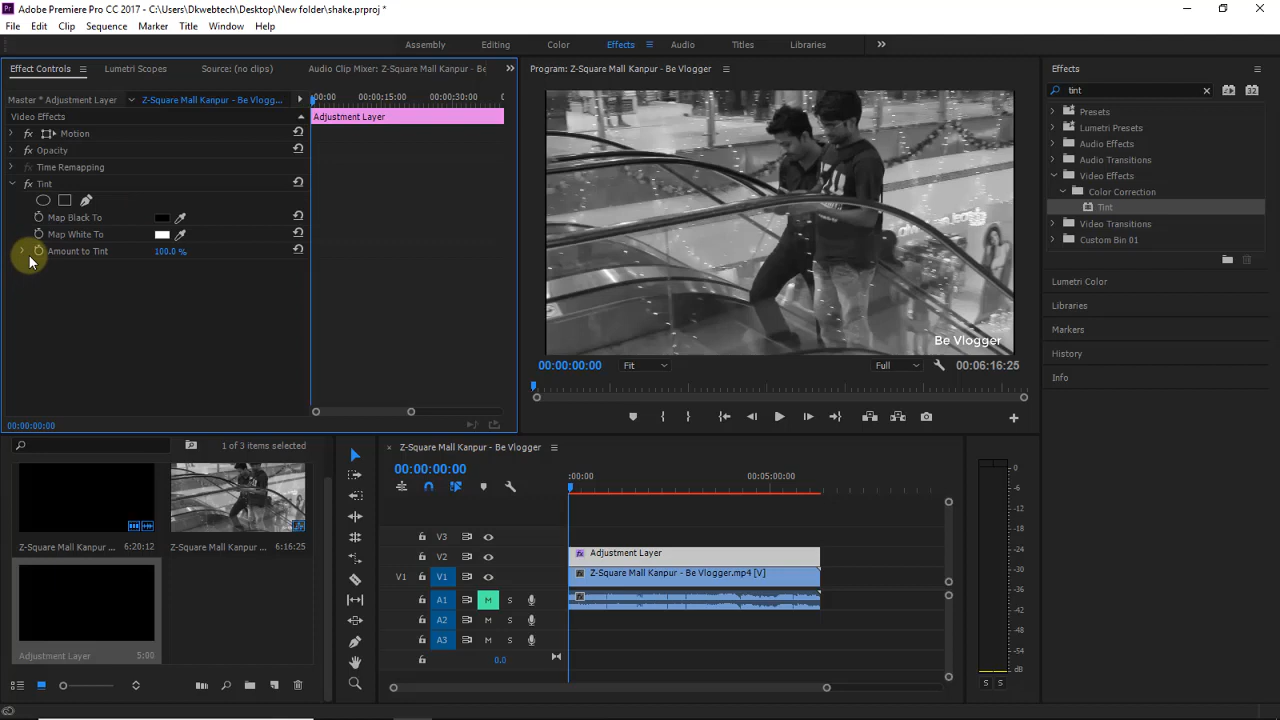 Adobe Premiere Pro CC 2017 - C:\Users\Dkwebtech\Desktop\New folder\shake.prproj *
File Edit Clip Sequence Marker Title Window Help
Assembly Editing Color Effects Audio Titles Libraries
Effect Controls Lumetri Scopes Source: (no clips) Audio Clip Mixer: Z-Square Mall Kanpur - Be
Program: Z-Square Mall Kanpur - Be Vlogger
Effects
Master * Adjustment Layer Z-Square Mall Kanpur - Be Vlogg...
:00:00 00:00:15:00 00:00:30:00
tint
Video Effects
Adjustment Layer
Motion
Opacity
Time Remapping
Tint
Map Black To
Map White To
Amount to Tint 100.0 %
00:00:00:00
Be Vlogger
00:00:00:00 Fit Full 00:06:16:25
Presets
Lumetri Presets
Audio Effects
Audio Transitions
Video Effects
Color Correction
Tint
Video Transitions
Custom Bin 01
Lumetri Color
Libraries
Markers
History
Info
1 of 3 items selected
Z-Square Mall Kanpur ... 6:20:12
Z-Square Mall Kanpur ... 6:16:25
Adjustment Layer 5:00
Z-Square Mall Kanpur - Be Vlogger
00:00:00:00
:00:00 00:05:00:00
V3
V2 Adjustment Layer
V1 V1 Z-Square Mall Kanpur - Be Vlogger.mp4 [V]
A1 M S
A2 M S
A3 M S
0.0
0
-6
-12
-18
-24
-30
-36
-42
-48
-54
dB
S S